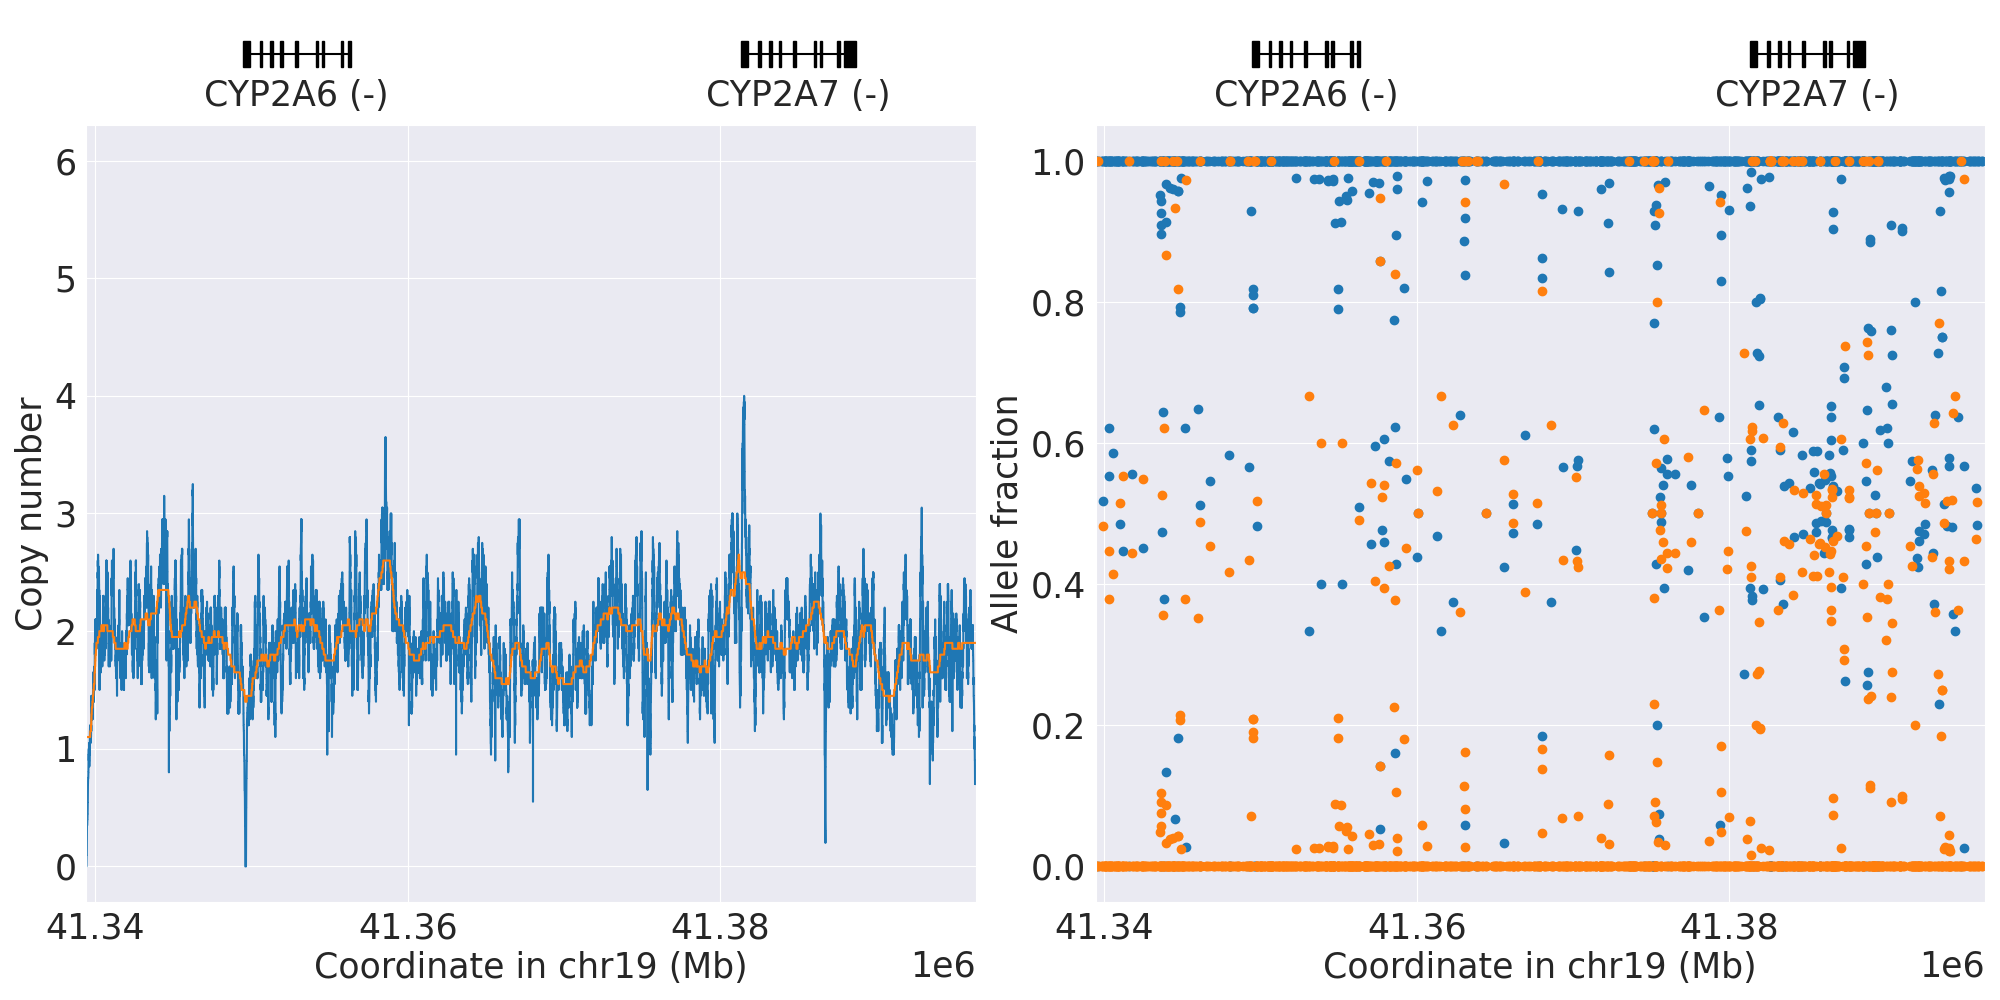 CYP2A6 (-)
CYP2A7 (-)
Copy number
6
5
4
3
2
1
0
41.34
41.36
41.38
Coordinate in chr19 (Mb)
1e6
CYP2A6 (-)
CYP2A7 (-)
Allele fraction
1.0
0.8
0.6
0.4
0.2
0.0
41.34
41.36
41.38
Coordinate in chr19 (Mb)
1e6